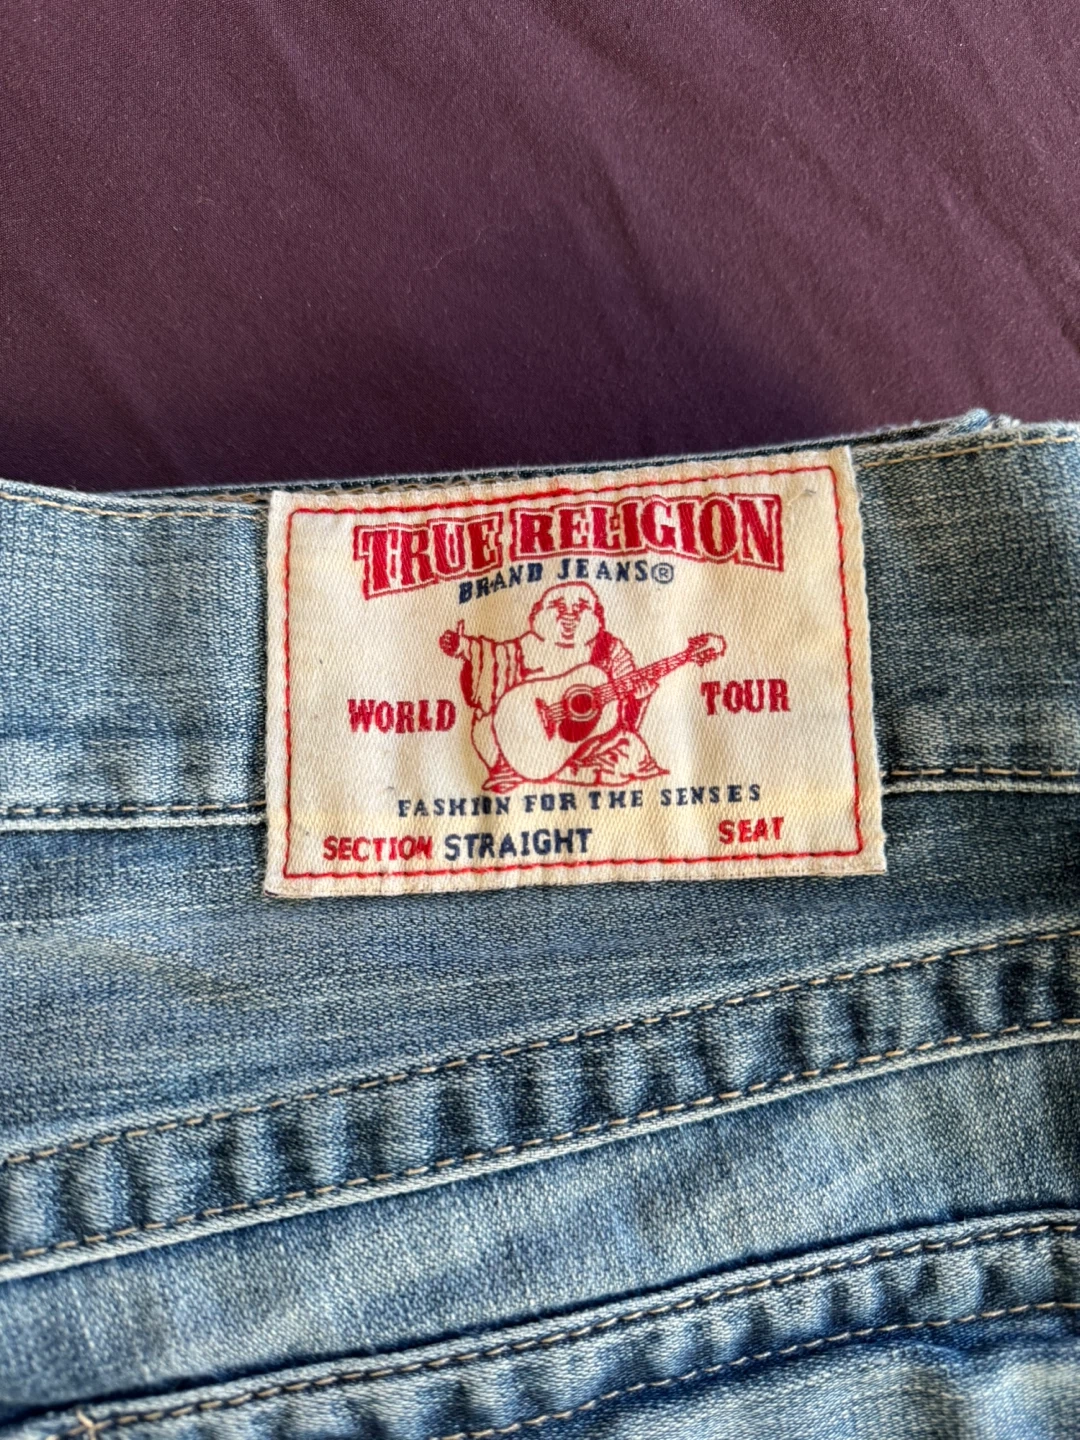 TRUE RELIGION
BRAND JEANS®
WORLD TOUR
FASHION FOR THE SENSES
SECTION STRAIGHT SEAT